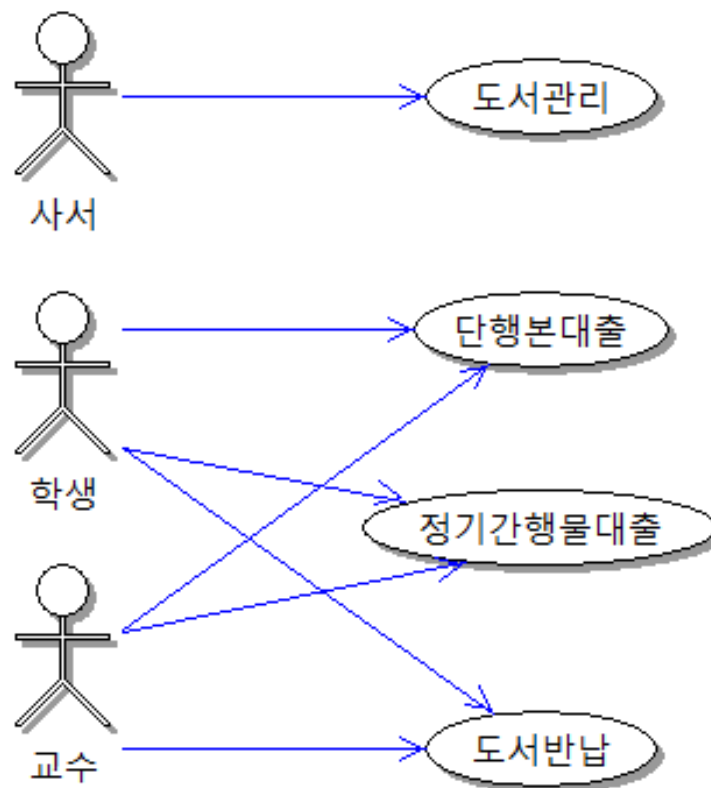 도서관리
사서
단행본대출
학생
정기간행물대출
교수
도서반납